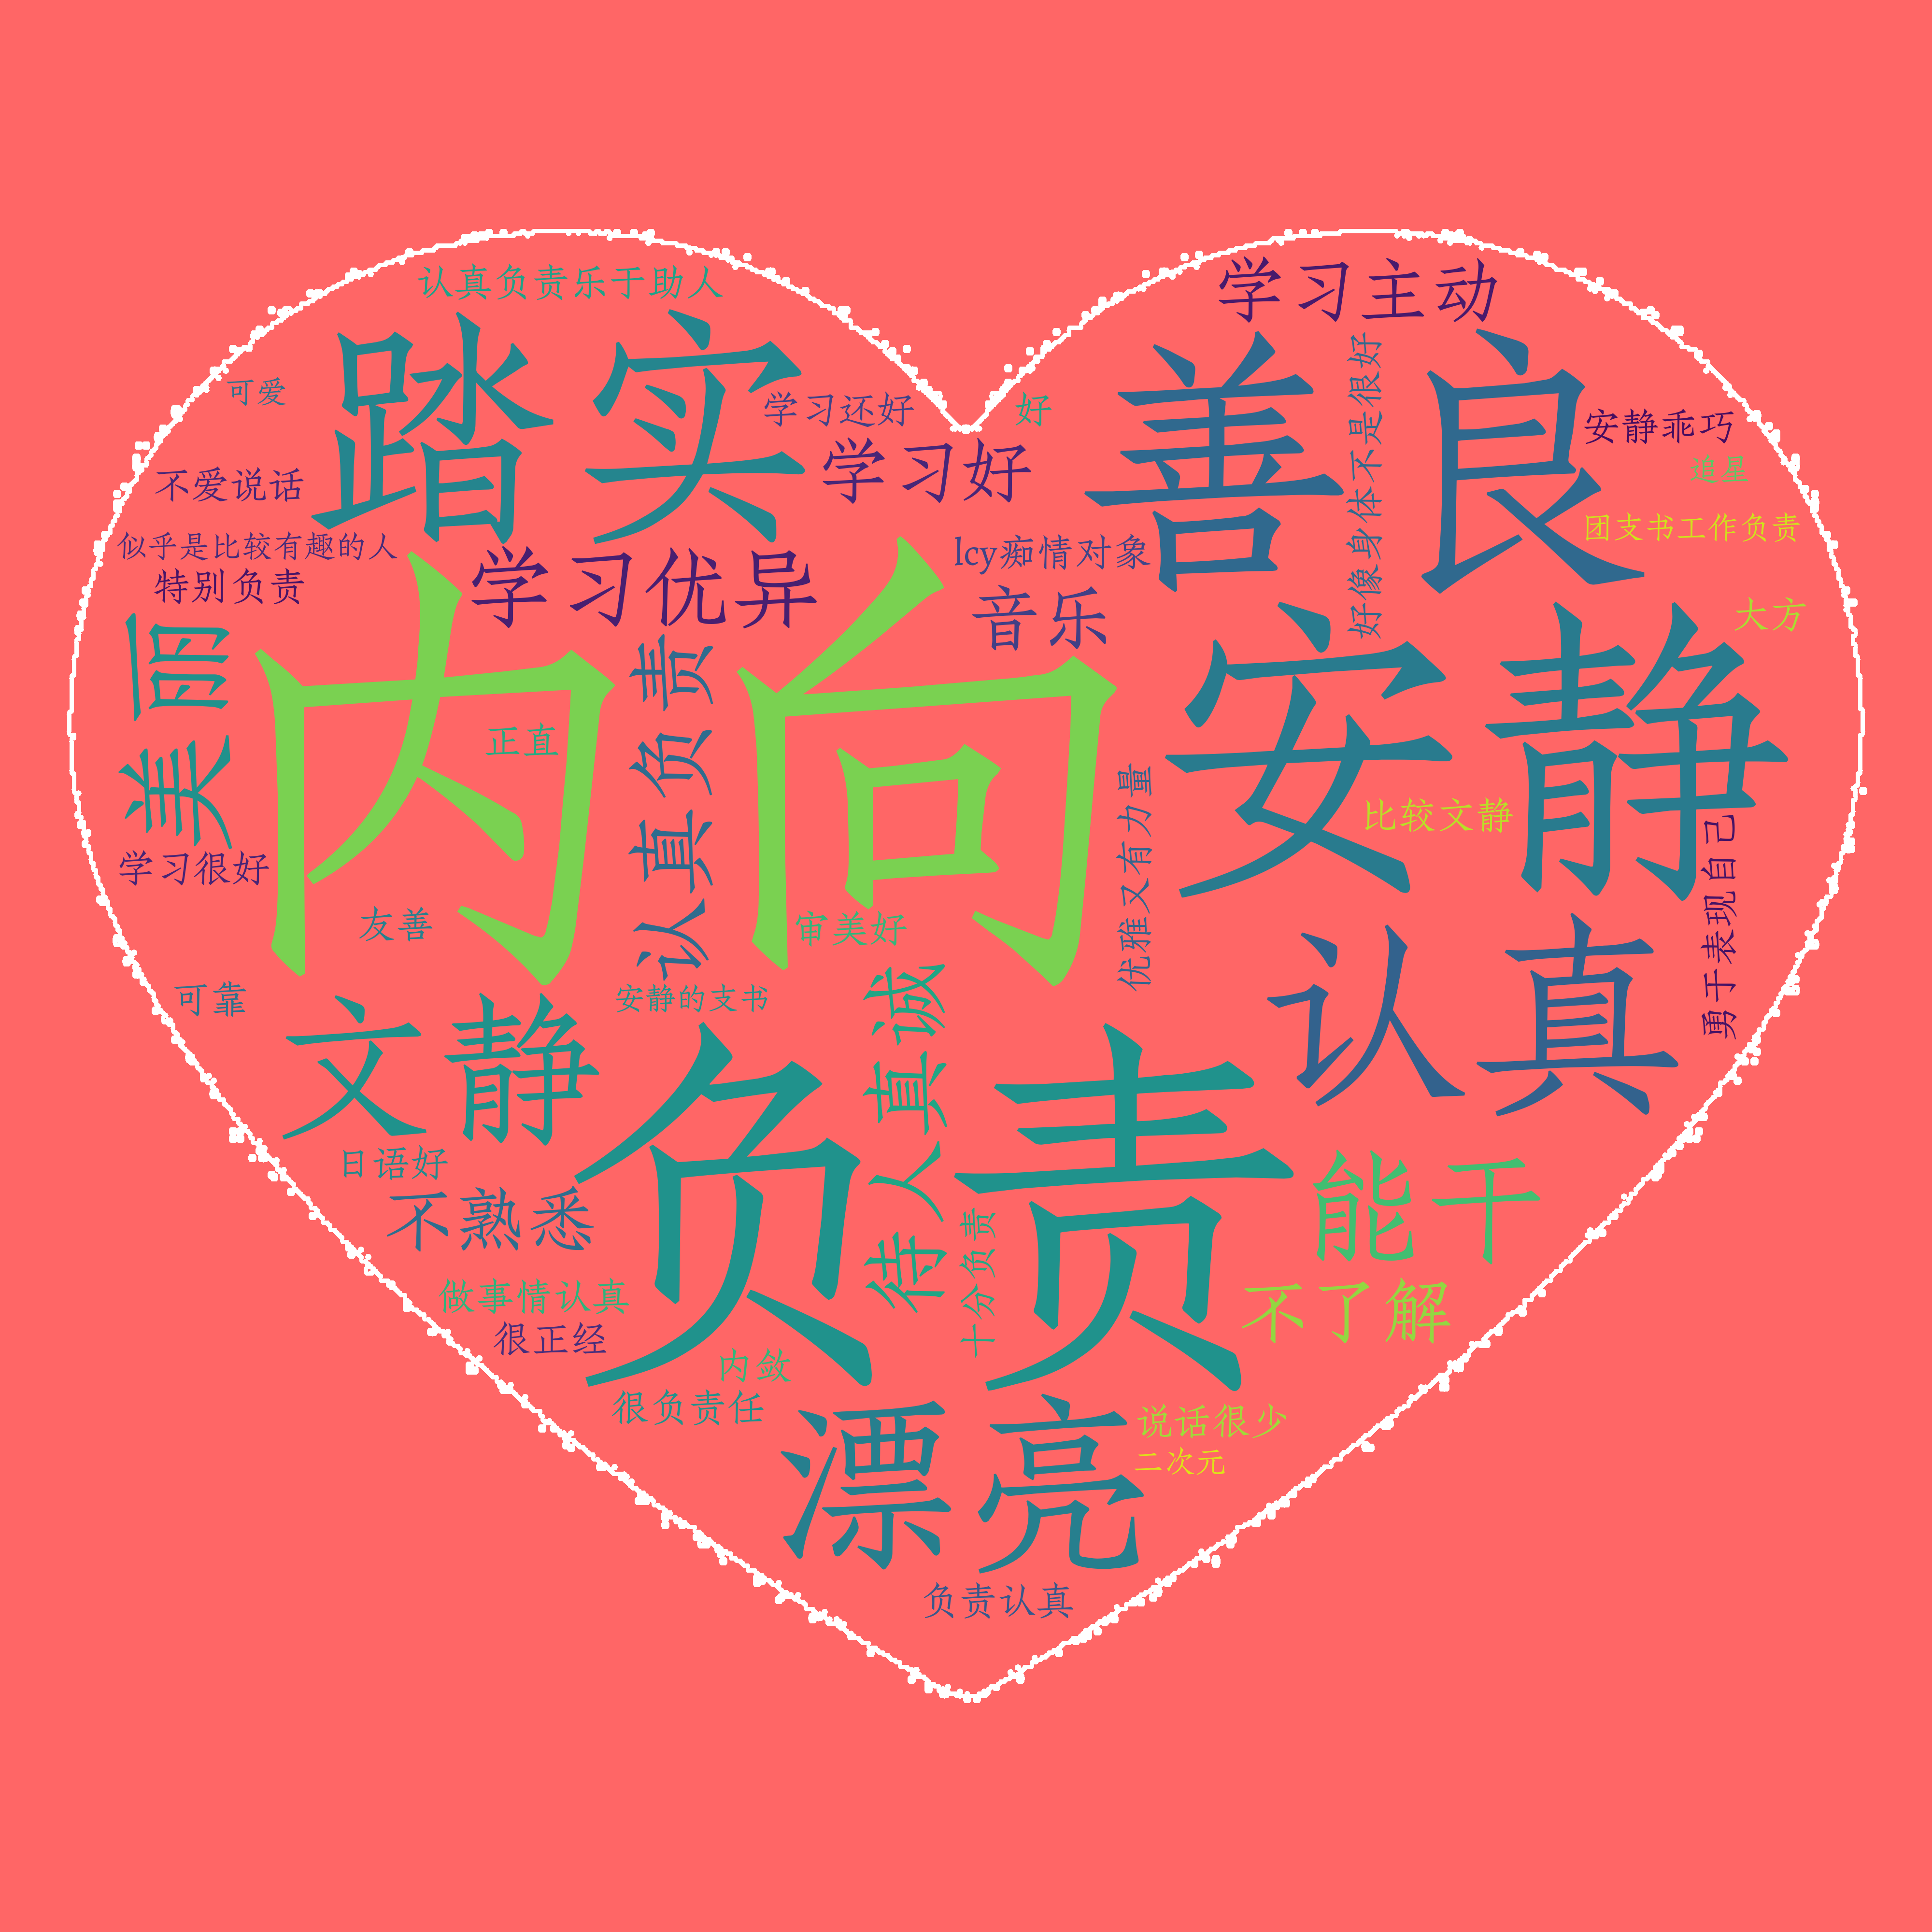 认真负责乐于助人
学习主动
踏实
善良
可爱
学习还好
好
好像身体不是很好
安静乖巧
学习好
追星
不爱说话
团支书工作负责
似乎是比较有趣的人
特别负责
学习优异
lcy痴情对象
音乐
大方
美丽
内向
认真负责
安静
正直
比较文静
优雅又有力量
勇于表现自己
学习很好
友善
审美好
认真
可靠
安静的支书
待人真诚
文静
负责
日语好
不熟悉
十分负责
能干
做事情认真
不了解
很正经
内敛
很负责任
漂亮
说话很少
二次元
负责认真